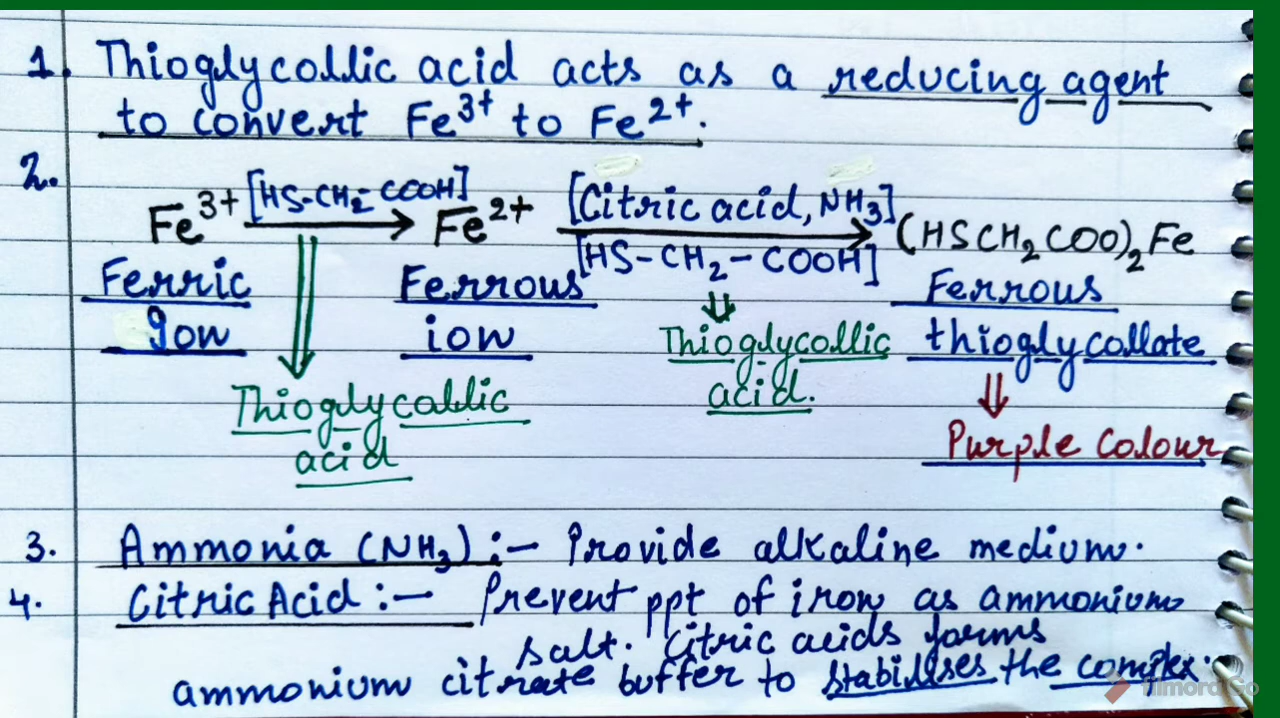 1. Thioglycollic acid acts as a reducing agent
to convert Fe³⁺ to Fe²⁺.
2.
Fe³⁺ [HS-CH₂-COOH] → Fe²⁺ [Citric acid, NH₃] → (HSCH₂COO)₂Fe
[HS-CH₂-COOH]
Ferric Ferrous Ferrous
Ion ion Thioglycollic thioglycollate
Thioglycollic acid.
acid Purple Colour
3. Ammonia (NH₃) :- Provide alkaline medium.
4. Citric Acid :- Prevent ppt of iron as ammonium
salt. Citric acids forms
ammonium citrate buffer to stabilises the complex.
filmora Go